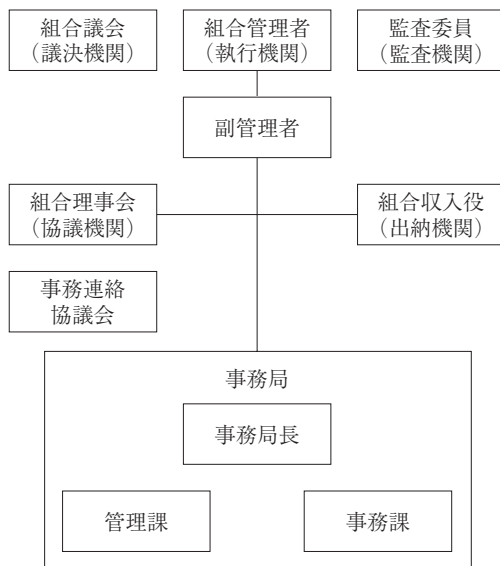 組合議会
（議決機関）
組合管理者
（執行機関）
監査委員
（監査機関）
副管理者
組合理事会
（協議機関）
組合収入役
（出納機関）
事務連絡
協議会
事務局
事務局長
管理課
事務課